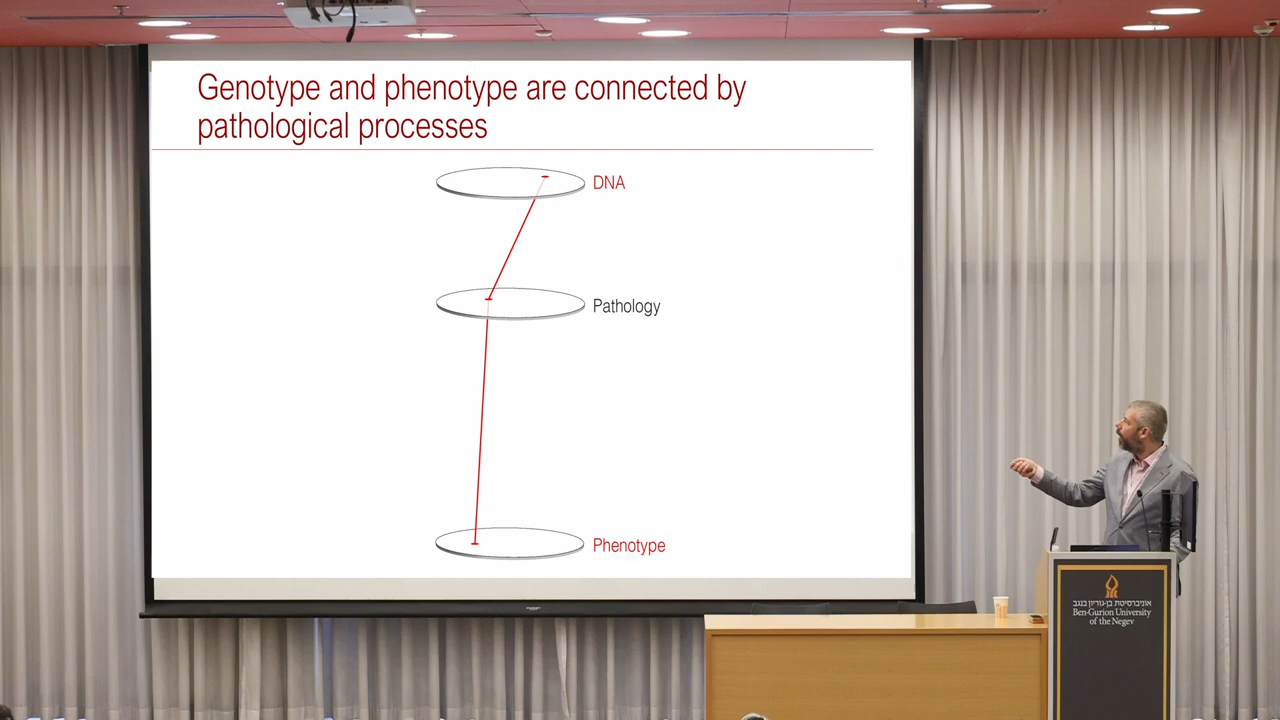 Genotype and phenotype are connected by
pathological processes
DNA
Pathology
Phenotype
אוניברסיטת בן-גוריון בנגב
Ben-Gurion University
of the Negev